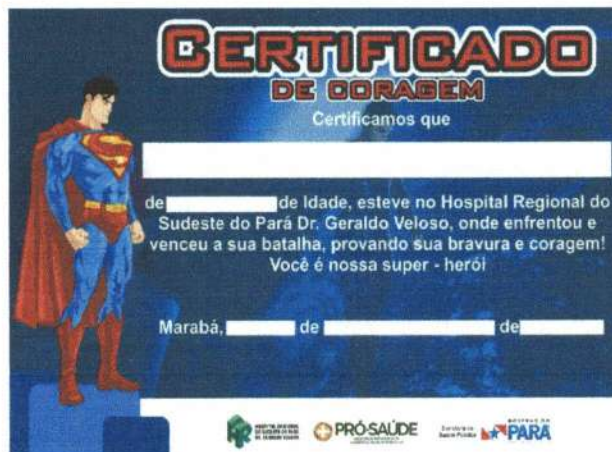 CERTIFICADO
DE CORAGEM
Certificamos que
de de Idade, esteve no Hospital Regional do
Sudeste do Pará Dr. Geraldo Veloso, onde enfrentou e
venceu a sua batalha, provando sua bravura e coragem!
Você é nossa super - herói
Marabá, de de
PRÓ-SAÚDE
GOVERNO DO
PARÁ